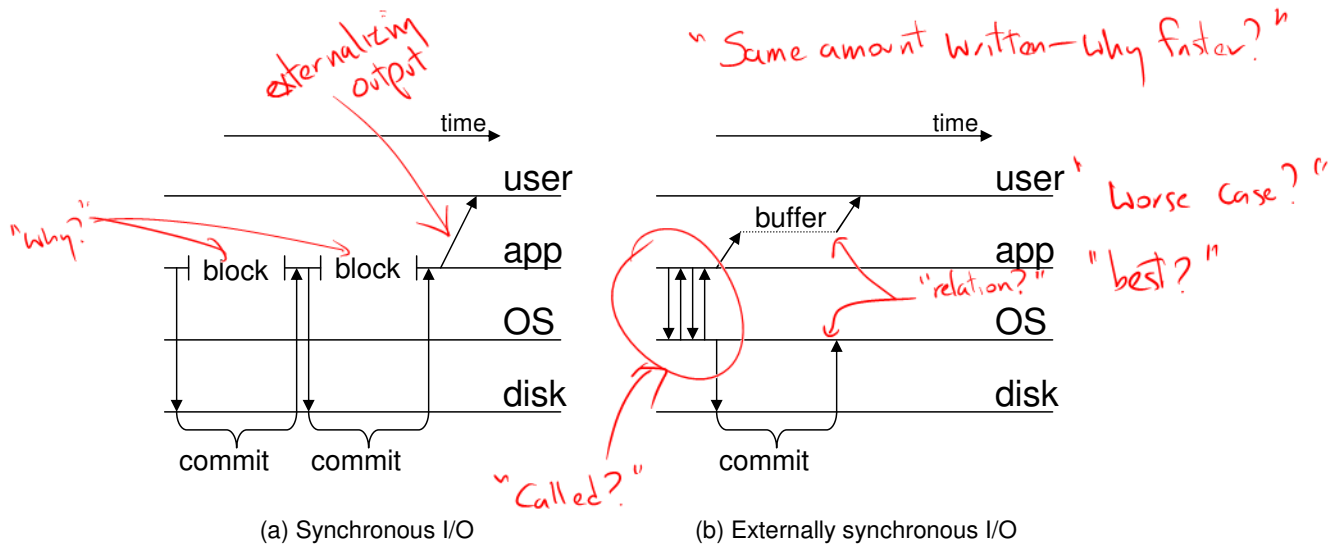 externalizing
output
"Same amount written—why faster?"
time
time
user
user
"Worse case?"
"why?"
buffer
block
block
app
app
"best?"
"relation?"
OS
OS
disk
disk
commit
commit
commit
"Called?"
(a) Synchronous I/O
(b) Externally synchronous I/O